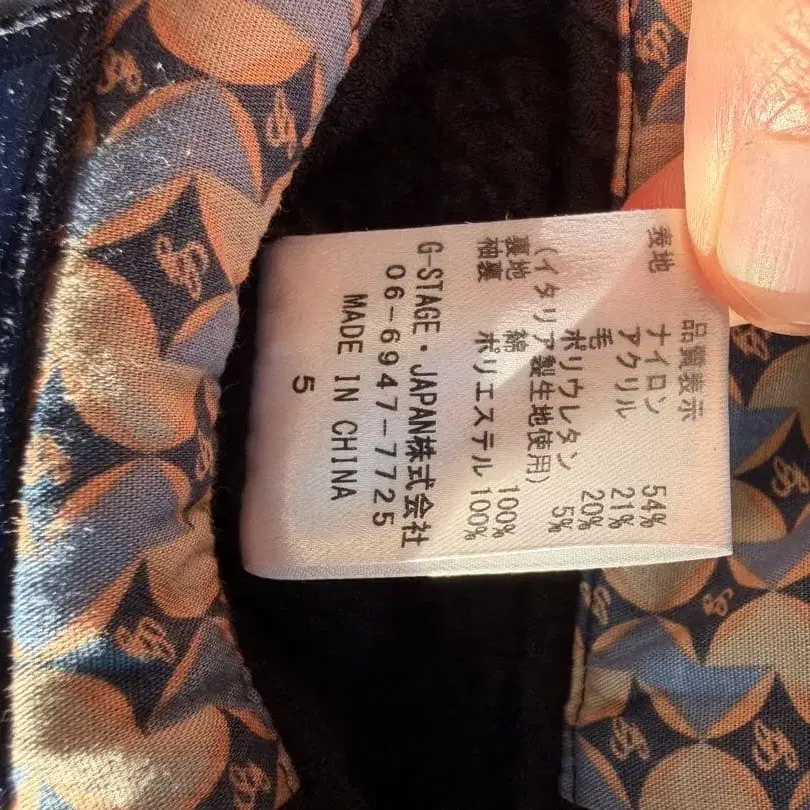 品質表示
表地 ナイロン 54%
アクリル 21%
毛 20%
ポリウレタン 5%
(イタリア製生地使用)
裏地 綿 100%
袖裏 ポリエステル 100%
G-STAGE・JAPAN株式会社
06-6947-7725
MADE IN CHINA
5